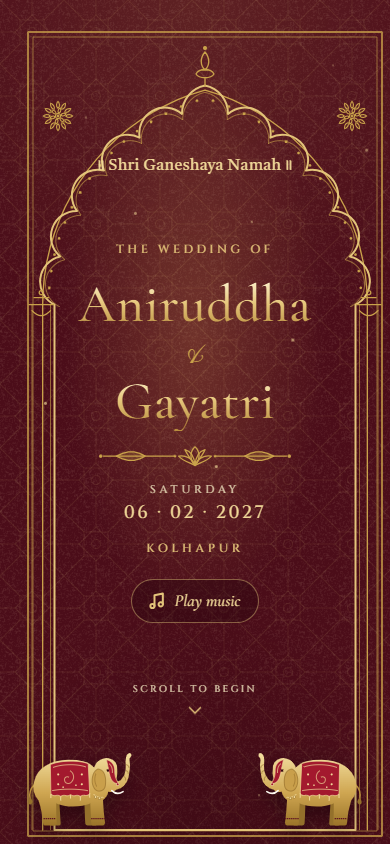 ॥ Shri Ganeshaya Namah ॥
THE WEDDING OF
Aniruddha
&
Gayatri
SATURDAY
06 · 02 · 2027
KOLHAPUR
Play music
SCROLL TO BEGIN